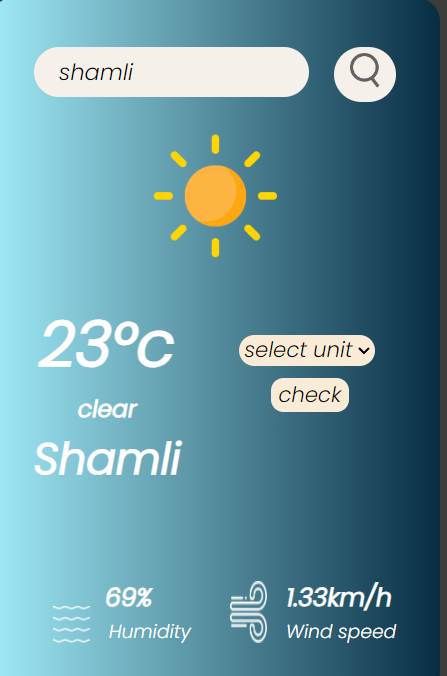 shamli
23°c
select unit
check
clear
Shamli
69%
Humidity
1.33km/h
Wind speed